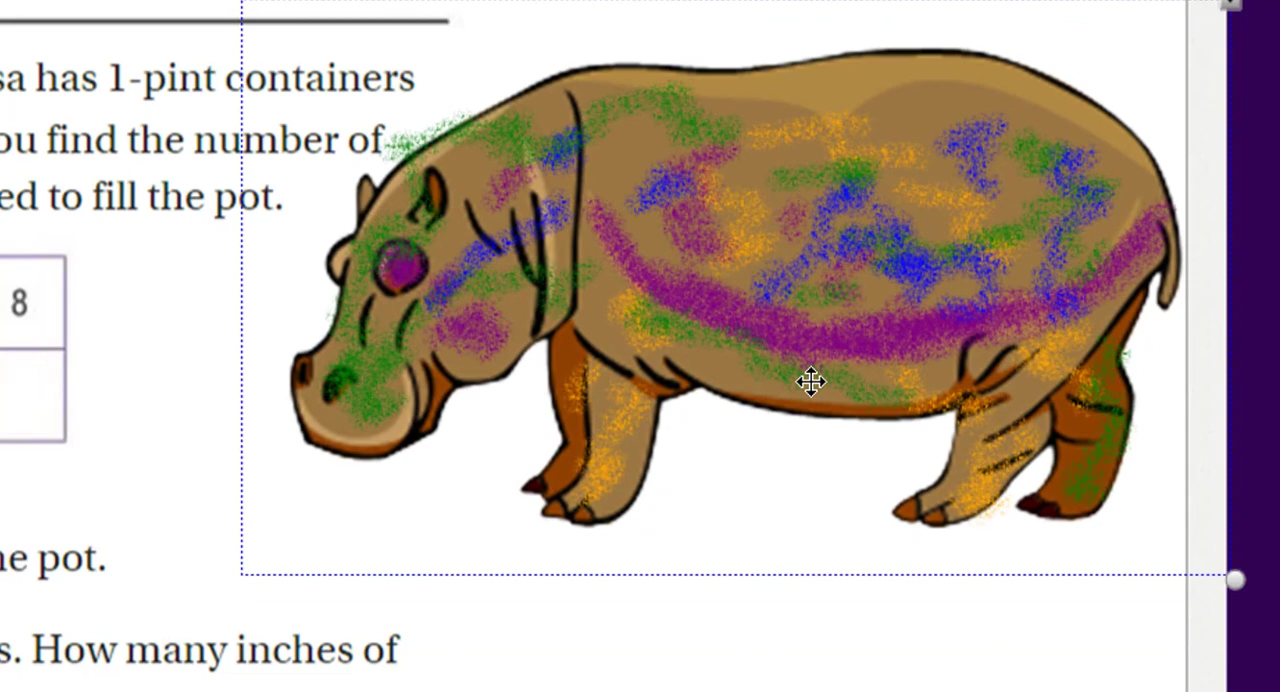 sa has 1-pint containers
ou find the number of
ed to fill the pot.
8
he pot.
s. How many inches of